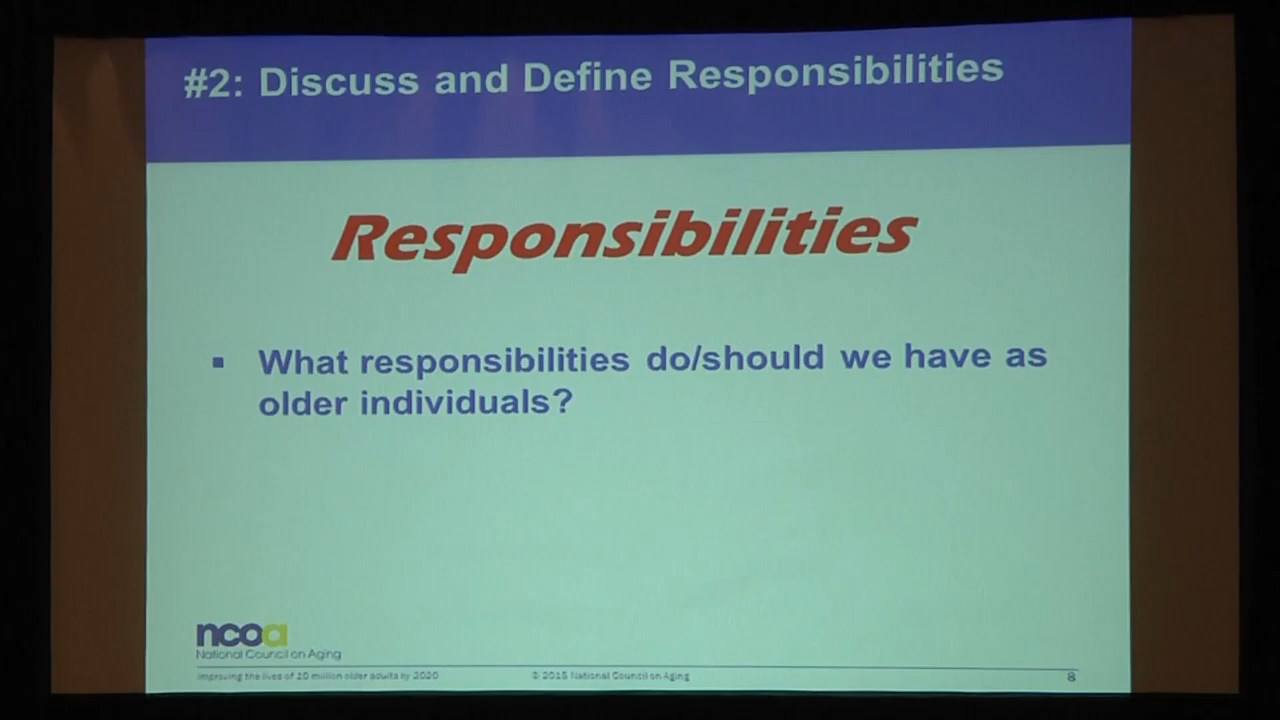 #2: Discuss and Define Responsibilities
Responsibilities
▪ What responsibilities do/should we have as
older individuals?
ncoa
National Council on Aging
Improving the lives of 10 million older adults by 2020
© 2015 National Council on Aging
8